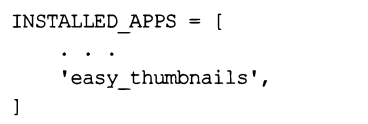 INSTALLED_APPS = [
    . . .
    'easy_thumbnails',
]